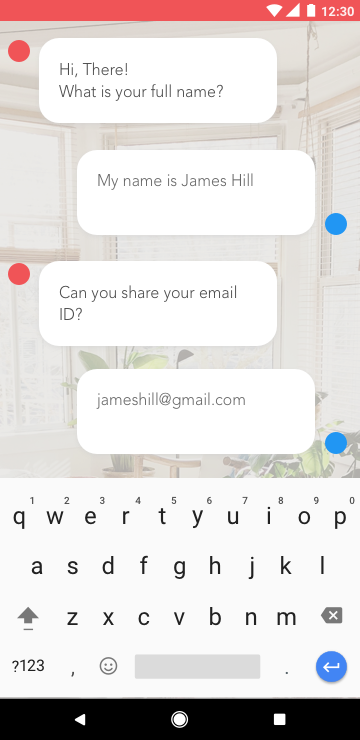 12:30
Hi, There!
What is your full name?
My name is James Hill
Can you share your email
ID?
jameshill@gmail.com
1 2 3 4 5 6 7 8 9 0
q w e r t y u i o p
a s d f g h j k l
z x c v b n m
?123 , .